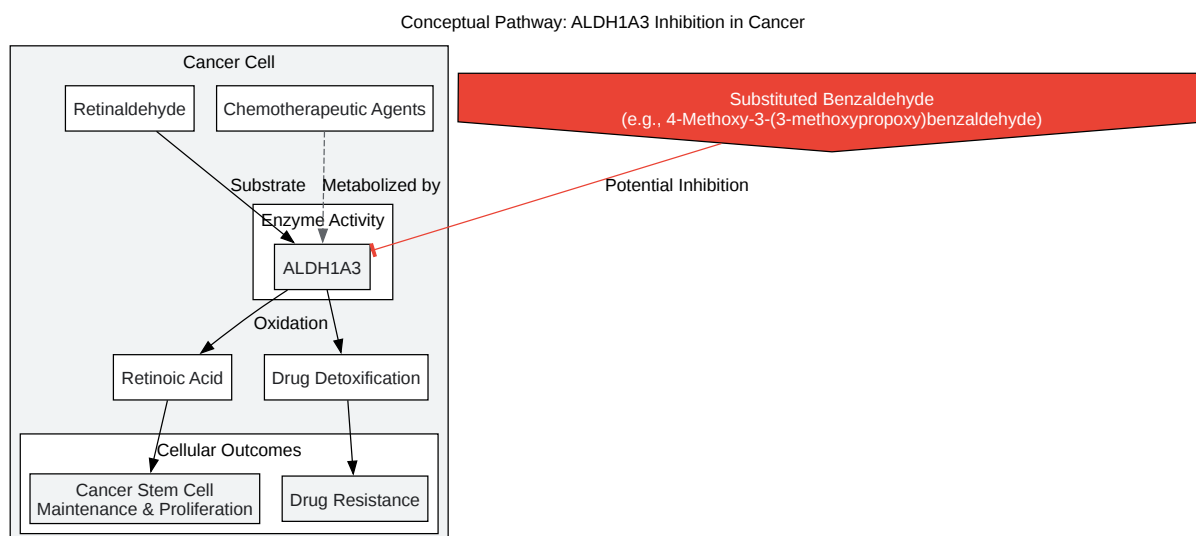 Conceptual Pathway: ALDH1A3 Inhibition in Cancer
Cancer Cell
Retinaldehyde
Chemotherapeutic Agents
Substituted Benzaldehyde
(e.g., 4-Methoxy-3-(3-methoxypropoxy)benzaldehyde)
Substrate
Metabolized by
Potential Inhibition
Enzyme Activity
ALDH1A3
Oxidation
Retinoic Acid
Drug Detoxification
Cellular Outcomes
Cancer Stem Cell
Maintenance & Proliferation
Drug Resistance